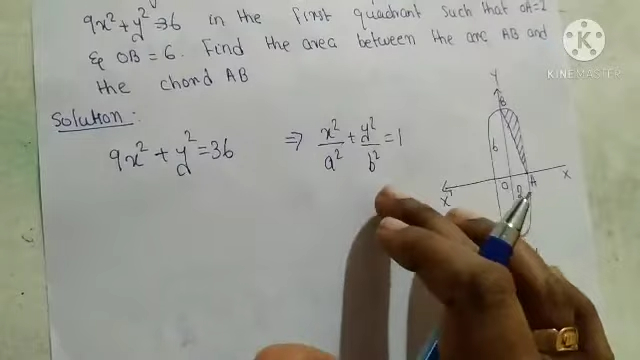 9x² + y² = 36 in the first quadrant such that OA=2
& OB = 6. Find the area between the arc AB and
the chord AB
Solution:
9x² + y² = 36 ⇒ x²/a² + y²/b² = 1
Y
B
6
X' O 2 A X
K
KINEMASTER